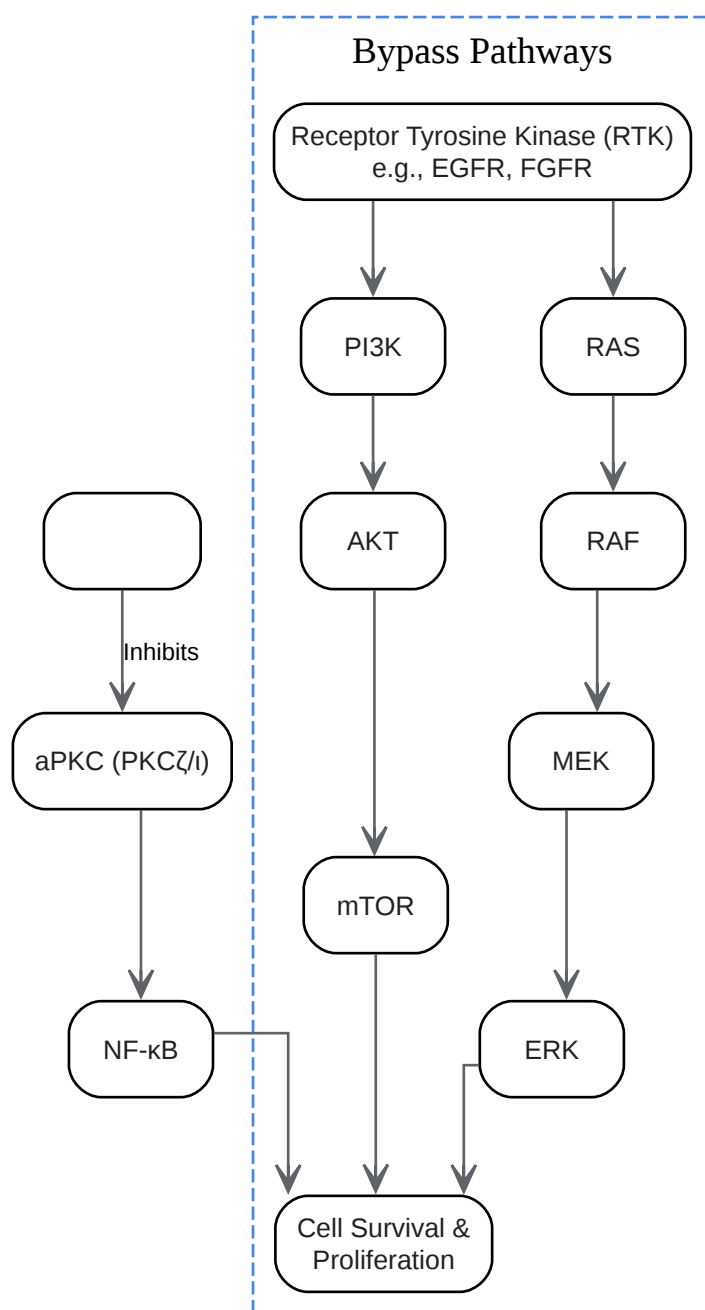 Bypass Pathways
Receptor Tyrosine Kinase (RTK)
e.g., EGFR, FGFR
PI3K
RAS
AKT
RAF
Inhibits
aPKC (PKCζ/ι)
MEK
mTOR
NF-κB
ERK
Cell Survival &
Proliferation